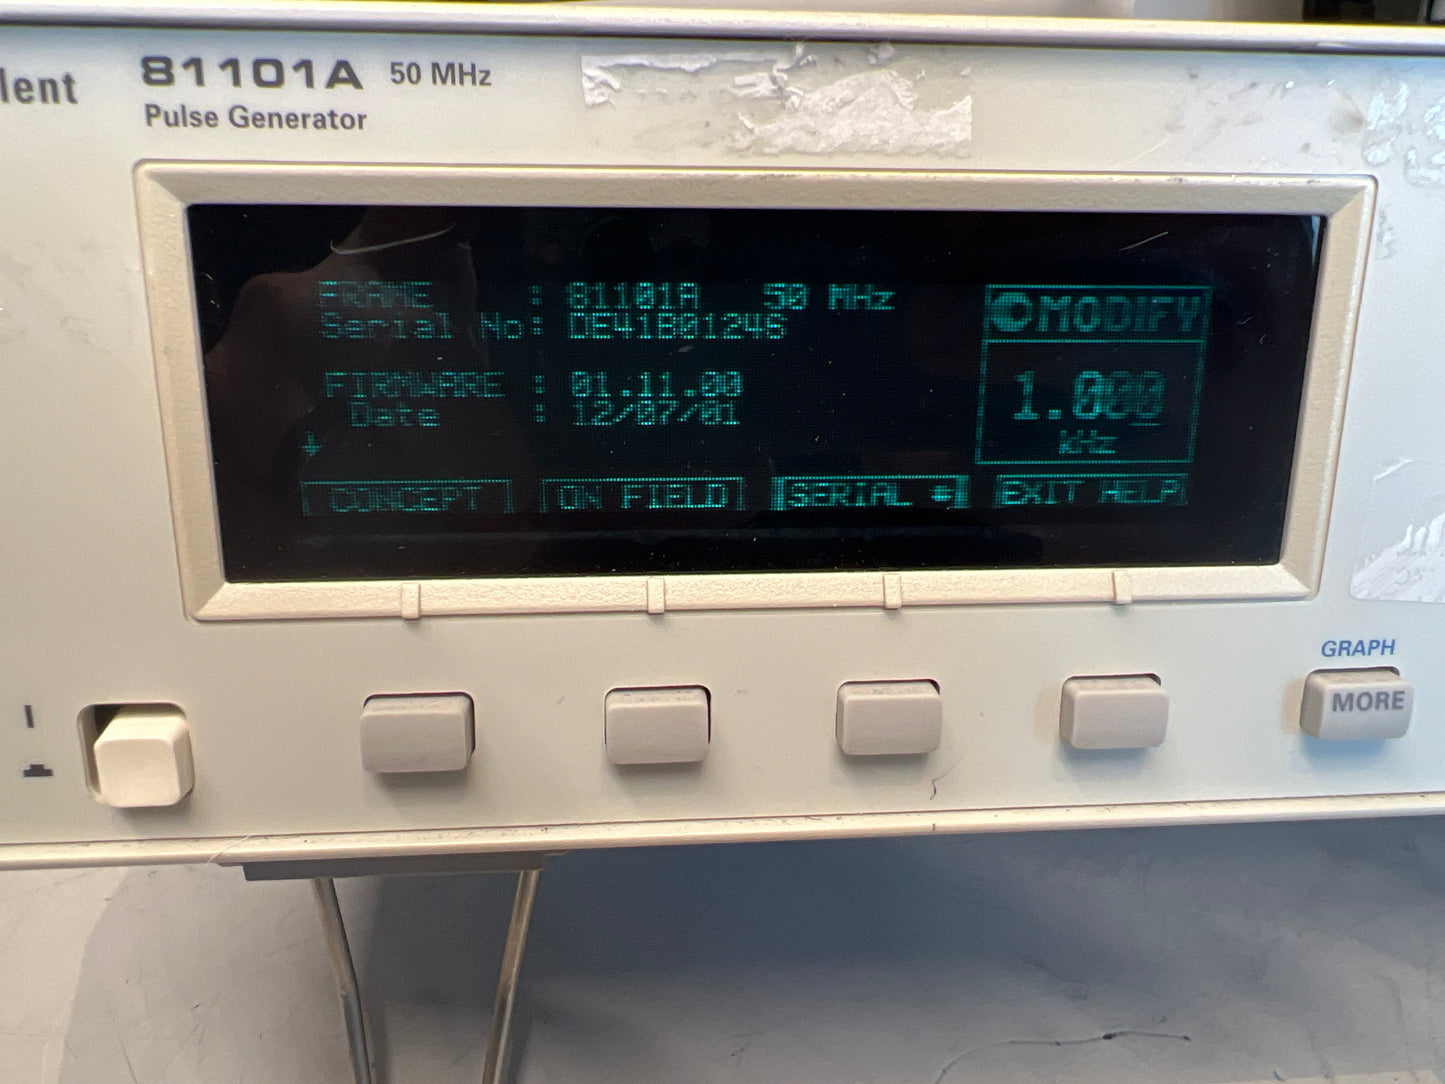 lent 81101A 50 MHz
Pulse Generator
FRAME : 81101A 50 MHz
Serial No: DE41B01246
FIRMWARE : 01.11.00
Date : 12/07/01
MODIFY
1.000
kHz
CONCEPT ON FIELD SERIAL EXIT HELP
GRAPH
MORE